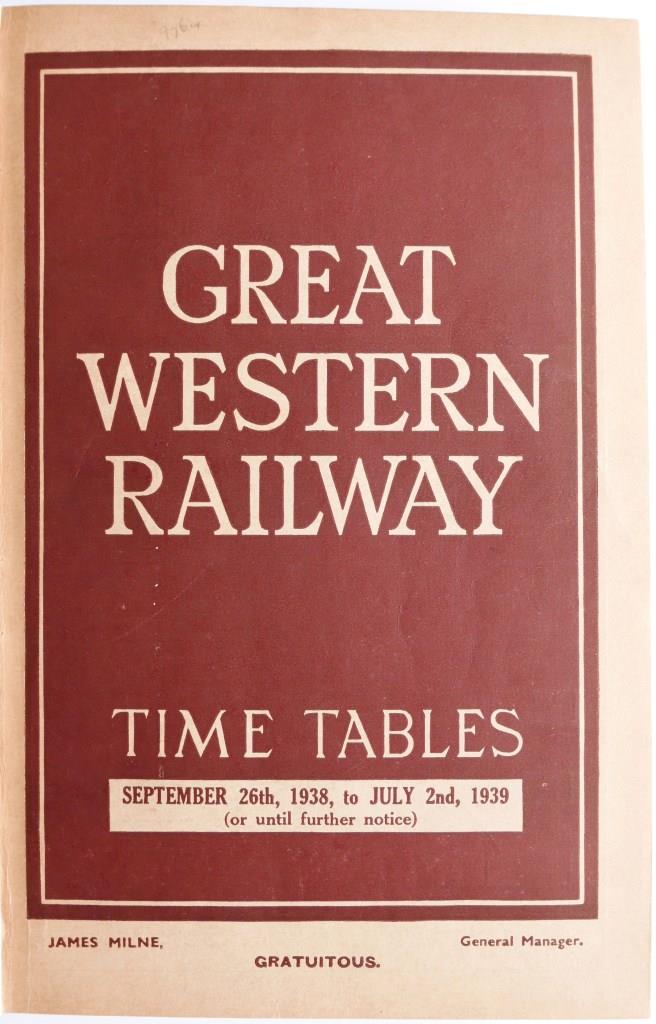 GREAT
WESTERN
RAILWAY
TIME TABLES
SEPTEMBER 26th, 1938, to JULY 2nd, 1939
(or until further notice)
JAMES MILNE, General Manager.
GRATUITOUS.